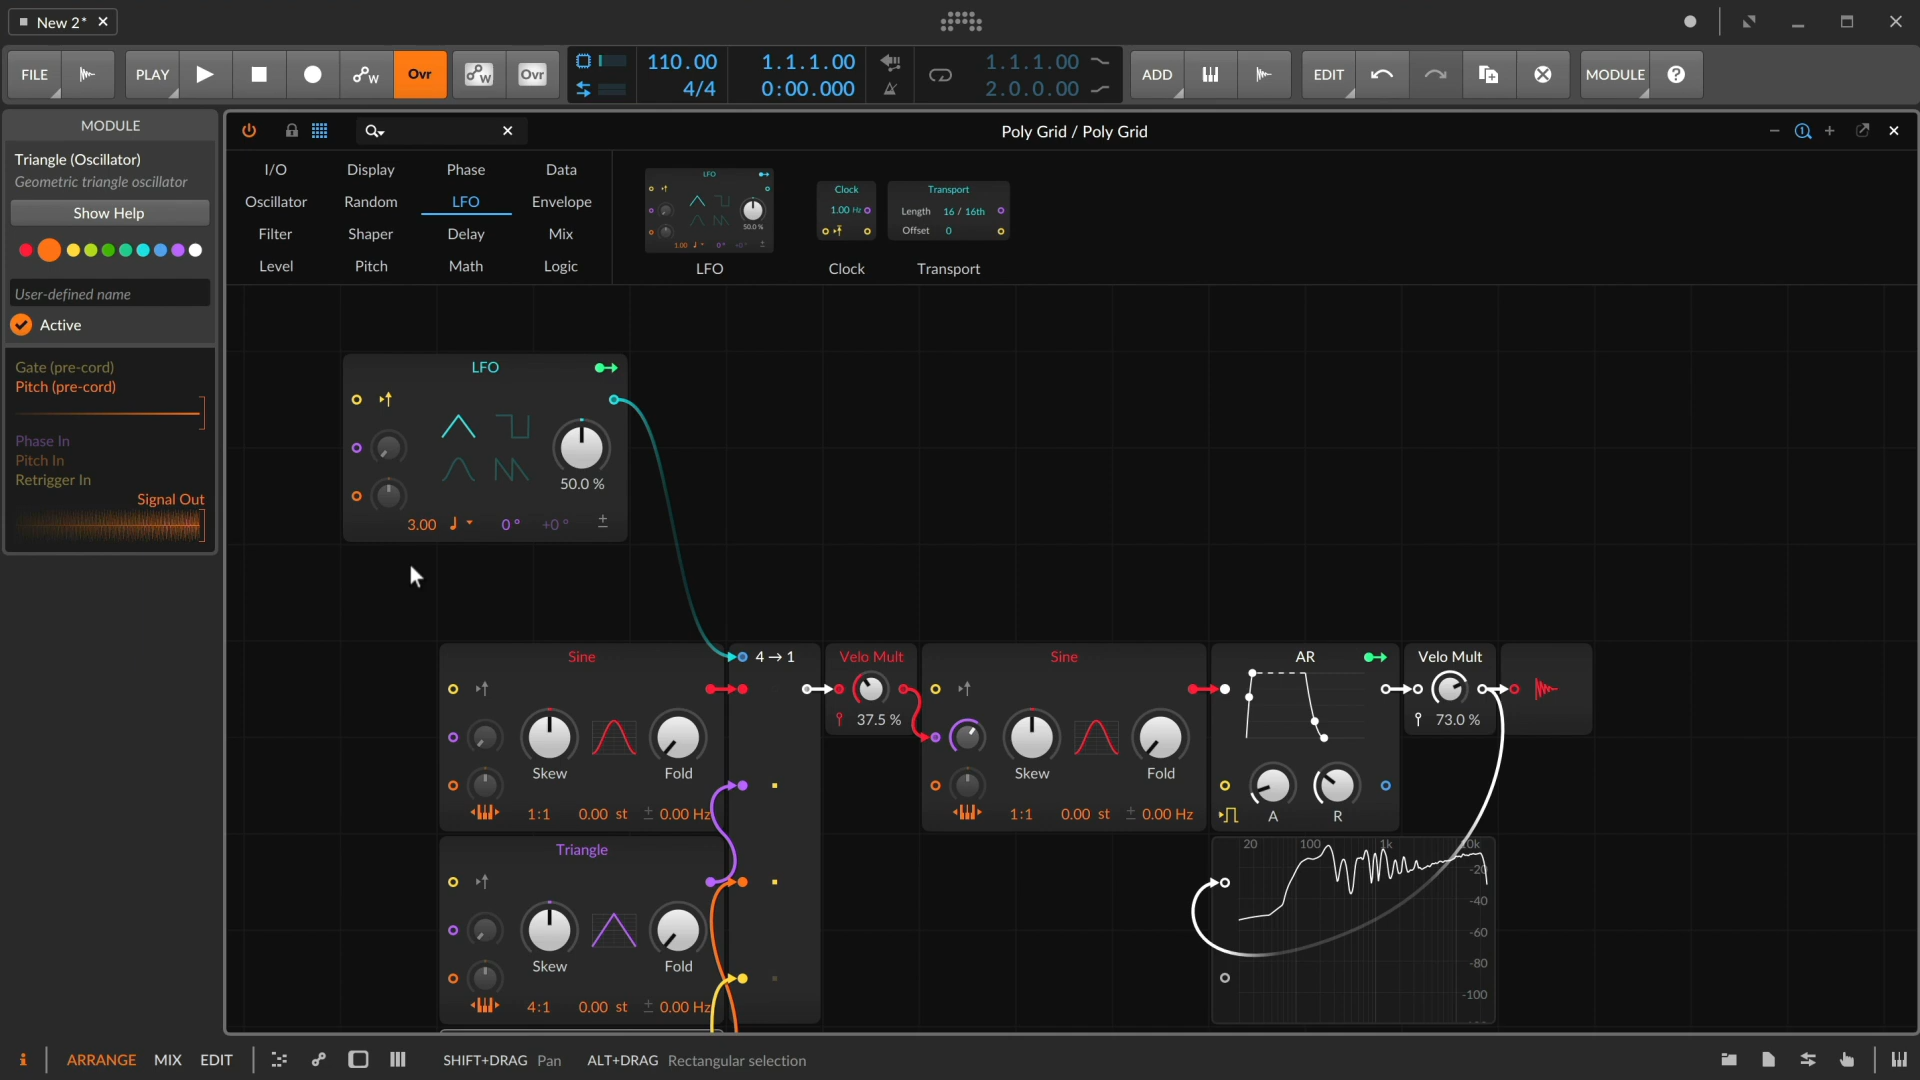 New 2*
FILE
PLAY
Ovr
Ovr
110.00
4/4
1.1.1.00
0:00.000
1.1.1.00
2.0.0.00
ADD
EDIT
MODULE
?
MODULE
Triangle (Oscillator)
Geometric triangle oscillator
Show Help
User-defined name
Active
Gate (pre-cord)
Pitch (pre-cord)
Phase In
Pitch In
Retrigger In
Signal Out
Poly Grid / Poly Grid
I/O
Display
Phase
Data
Oscillator
Random
LFO
Envelope
Filter
Shaper
Delay
Mix
Level
Pitch
Math
Logic
LFO
50.0 %
1.00
LFO
Clock
1.00 Hz
Clock
Transport
Length 16 / 16th
Offset 0
Transport
LFO
50.0 %
3.00 0° +0° ±
Sine
Skew
Fold
1:1 0.00 st ± 0.00 Hz
4 → 1
Velo Mult
37.5 %
Sine
Skew
Fold
1:1 0.00 st ± 0.00 Hz
AR
A
R
Velo Mult
73.0 %
Triangle
Skew
Fold
4:1 0.00 st ± 0.00 Hz
20 100 1k 10k
-20
-40
-60
-80
-100
i
ARRANGE MIX EDIT
SHIFT+DRAG Pan ALT+DRAG Rectangular selection